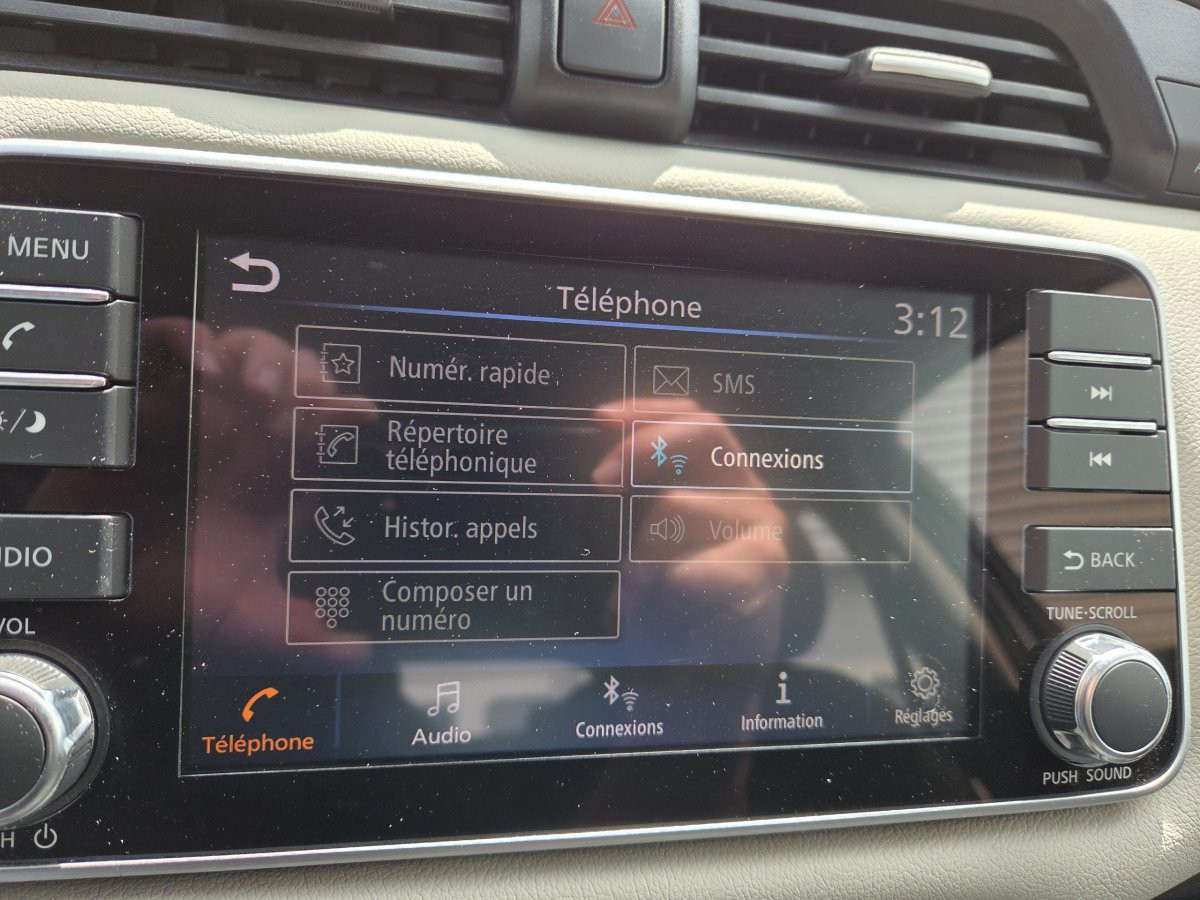 MENU
Téléphone
3:12
Numér. rapide
SMS
Répertoire
téléphonique
Connexions
Histor. appels
Volume
Composer un
numéro
BACK
TUNE·SCROLL
VOL
Téléphone
Audio
Connexions
Information
Réglages
PUSH SOUND